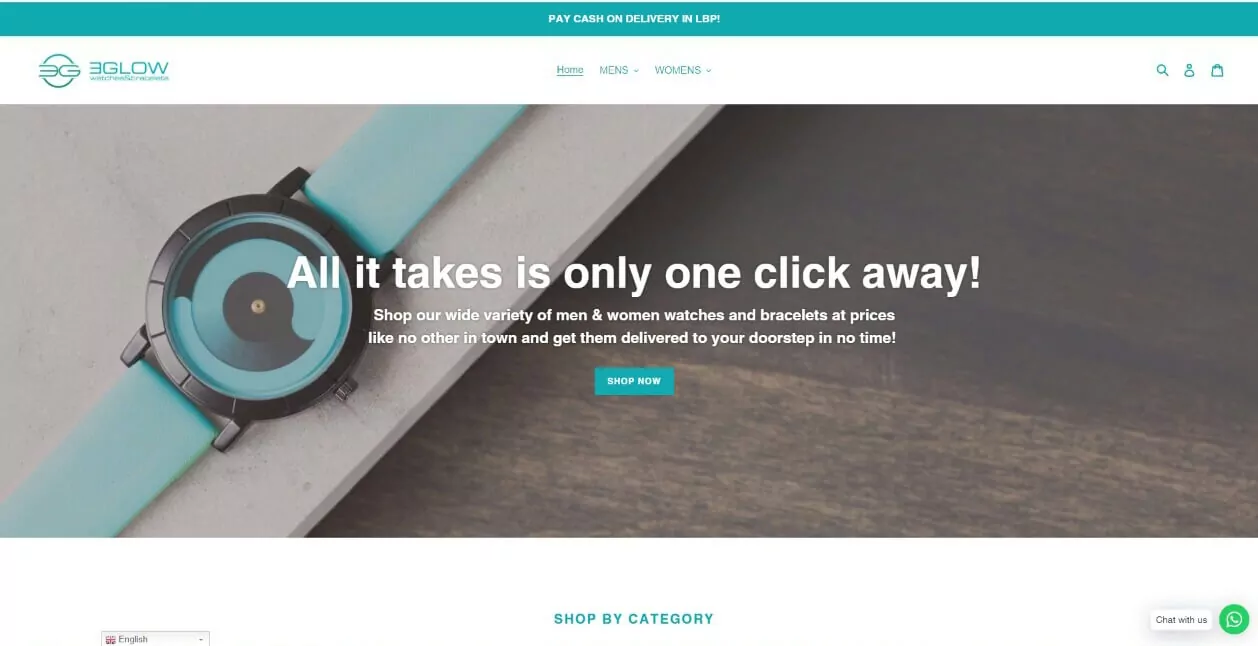 PAY CASH ON DELIVERY IN LBP!
3GLOW
watches&bracelets
Home MENS WOMENS
All it takes is only one click away!
Shop our wide variety of men & women watches and bracelets at prices
like no other in town and get them delivered to your doorstep in no time!
SHOP NOW
SHOP BY CATEGORY
Chat with us
English